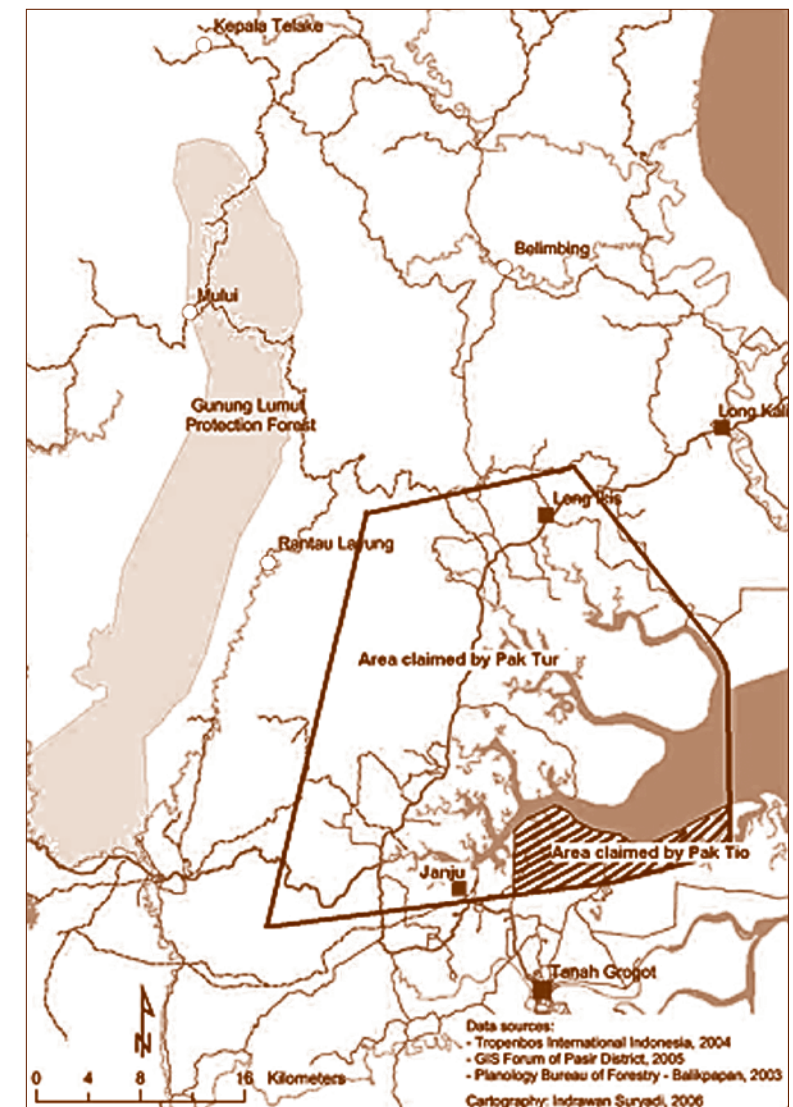 Kepala Telake
Belimbing
Mului
Long Kali
Gunung Lumut
Protection Forest
Long Ikis
Rantau Layung
Area claimed by Pak Tur
Area claimed by Pak Tio
Janju
Tanah Grogot
Data sources:
- Tropenbos International Indonesia, 2004
- GIS Forum of Pasir District, 2005
- Planology Bureau of Forestry - Balikpapan, 2003
Cartography: Indrawan Suryadi, 2006
N
0 4 8 16 Kilometers